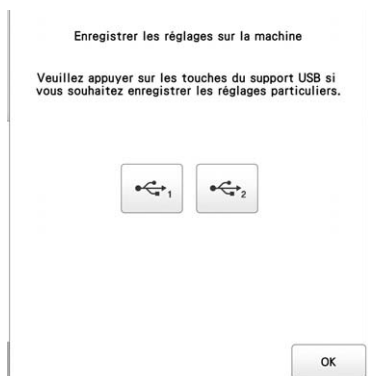 Enregistrer les réglages sur la machine
Veuillez appuyer sur les touches du support USB si
vous souhaitez enregistrer les réglages particuliers.
1
2
OK